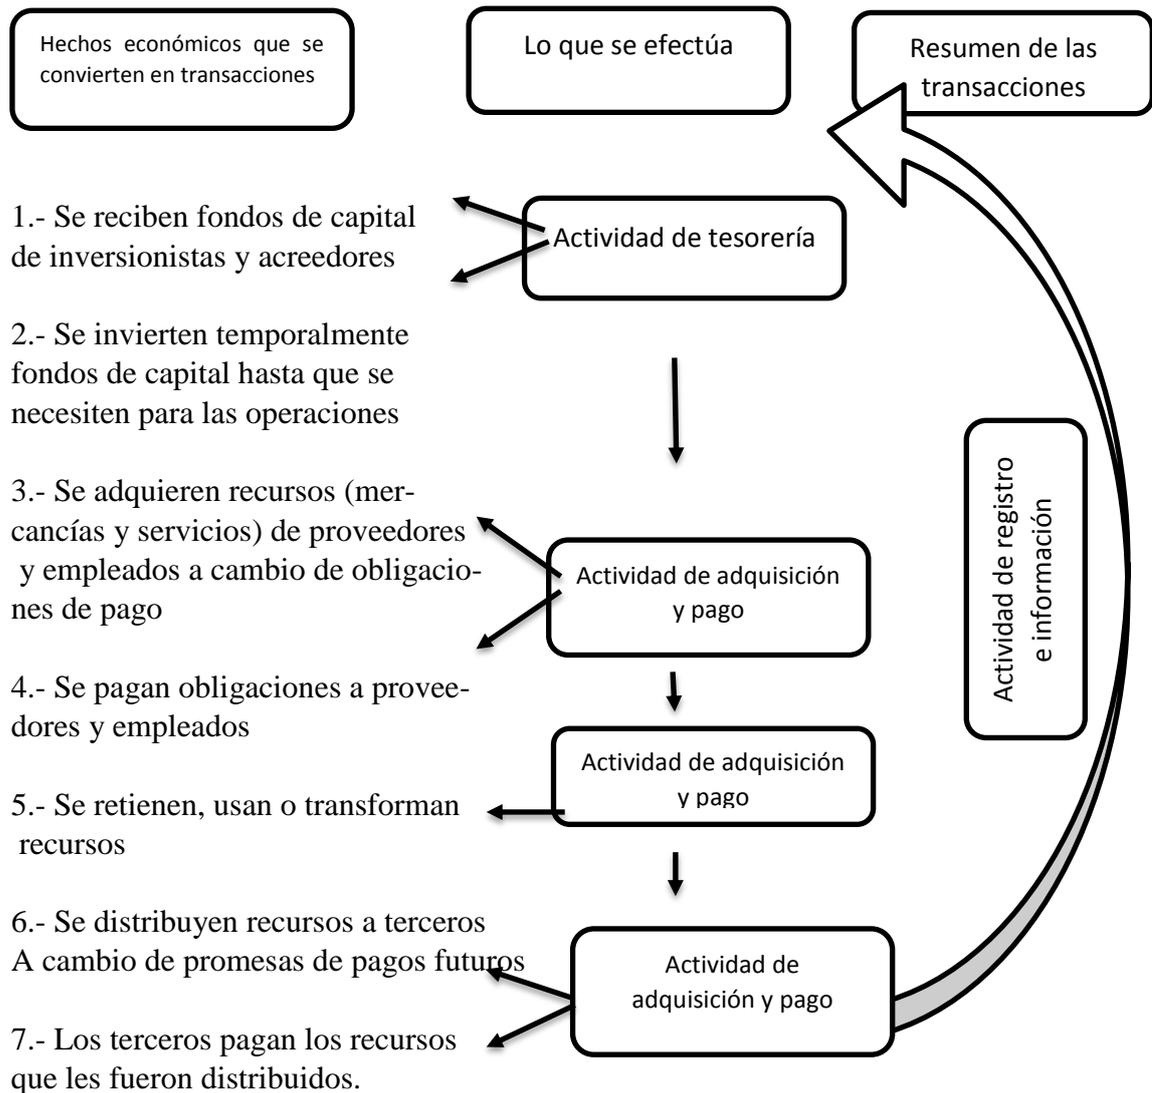 Hechos económicos que se
convierten en transacciones
Lo que se efectúa
Resumen de las
transacciones
1.- Se reciben fondos de capital
de inversionistas y acreedores
Actividad de tesorería
2.- Se invierten temporalmente
fondos de capital hasta que se
necesiten para las operaciones
3.- Se adquieren recursos (mer-
cancías y servicios) de proveedores
y empleados a cambio de obligacio-
nes de pago
Actividad de adquisición
y pago
4.- Se pagan obligaciones a provee-
dores y empleados
Actividad de adquisición
y pago
5.- Se retienen, usan o transforman
recursos
6.- Se distribuyen recursos a terceros
A cambio de promesas de pagos futuros
Actividad de
adquisición y pago
7.- Los terceros pagan los recursos
que les fueron distribuidos.
Actividad de registro
e información